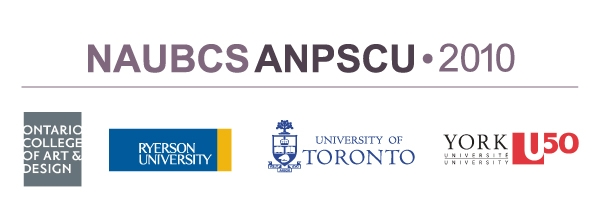 NAUBCS ANPSCU • 2010
ONTARIO
COLLEGE
OF ART &
DESIGN
RYERSON
UNIVERSITY
UNIVERSITY OF
TORONTO
YORK U50
UNIVERSITÉ
UNIVERSITY